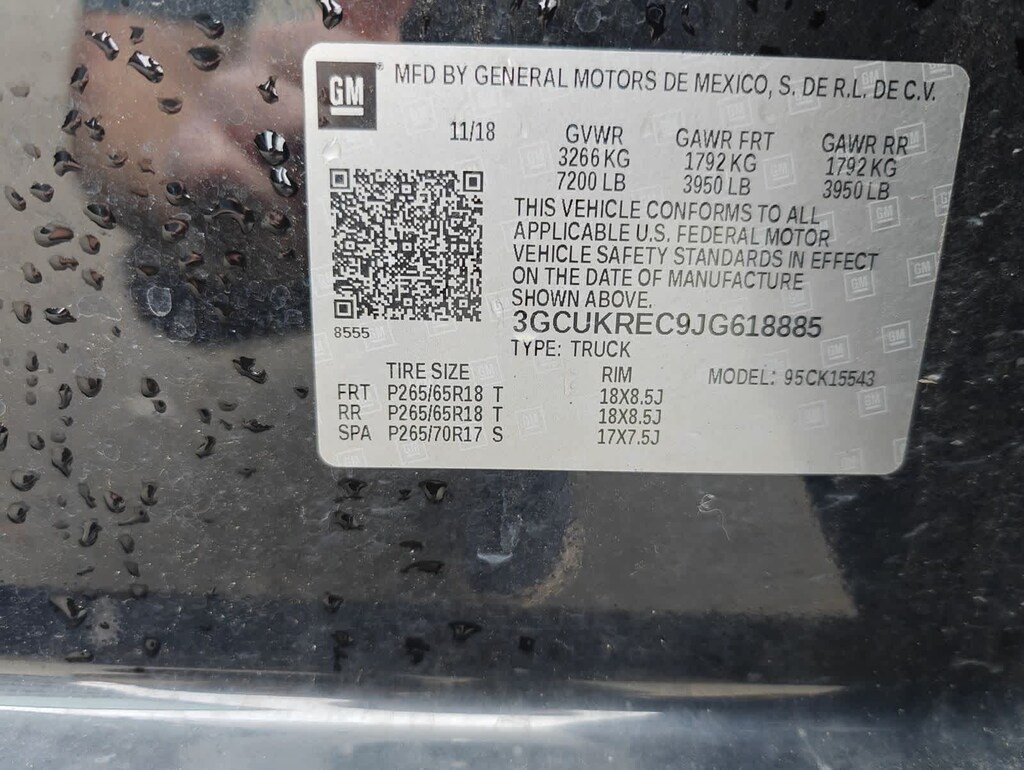 GM MFD BY GENERAL MOTORS DE MEXICO, S. DE R.L. DE C.V.
11/18 GVWR GAWR FRT GAWR RR
3266 KG 1792 KG 1792 KG
7200 LB 3950 LB 3950 LB
THIS VEHICLE CONFORMS TO ALL
APPLICABLE U.S. FEDERAL MOTOR
VEHICLE SAFETY STANDARDS IN EFFECT
ON THE DATE OF MANUFACTURE
SHOWN ABOVE.
8555
3GCUKREC9JG618885
TYPE: TRUCK
TIRE SIZE RIM MODEL: 95CK15543
FRT P265/65R18 T 18X8.5J
RR P265/65R18 T 18X8.5J
SPA P265/70R17 S 17X7.5J